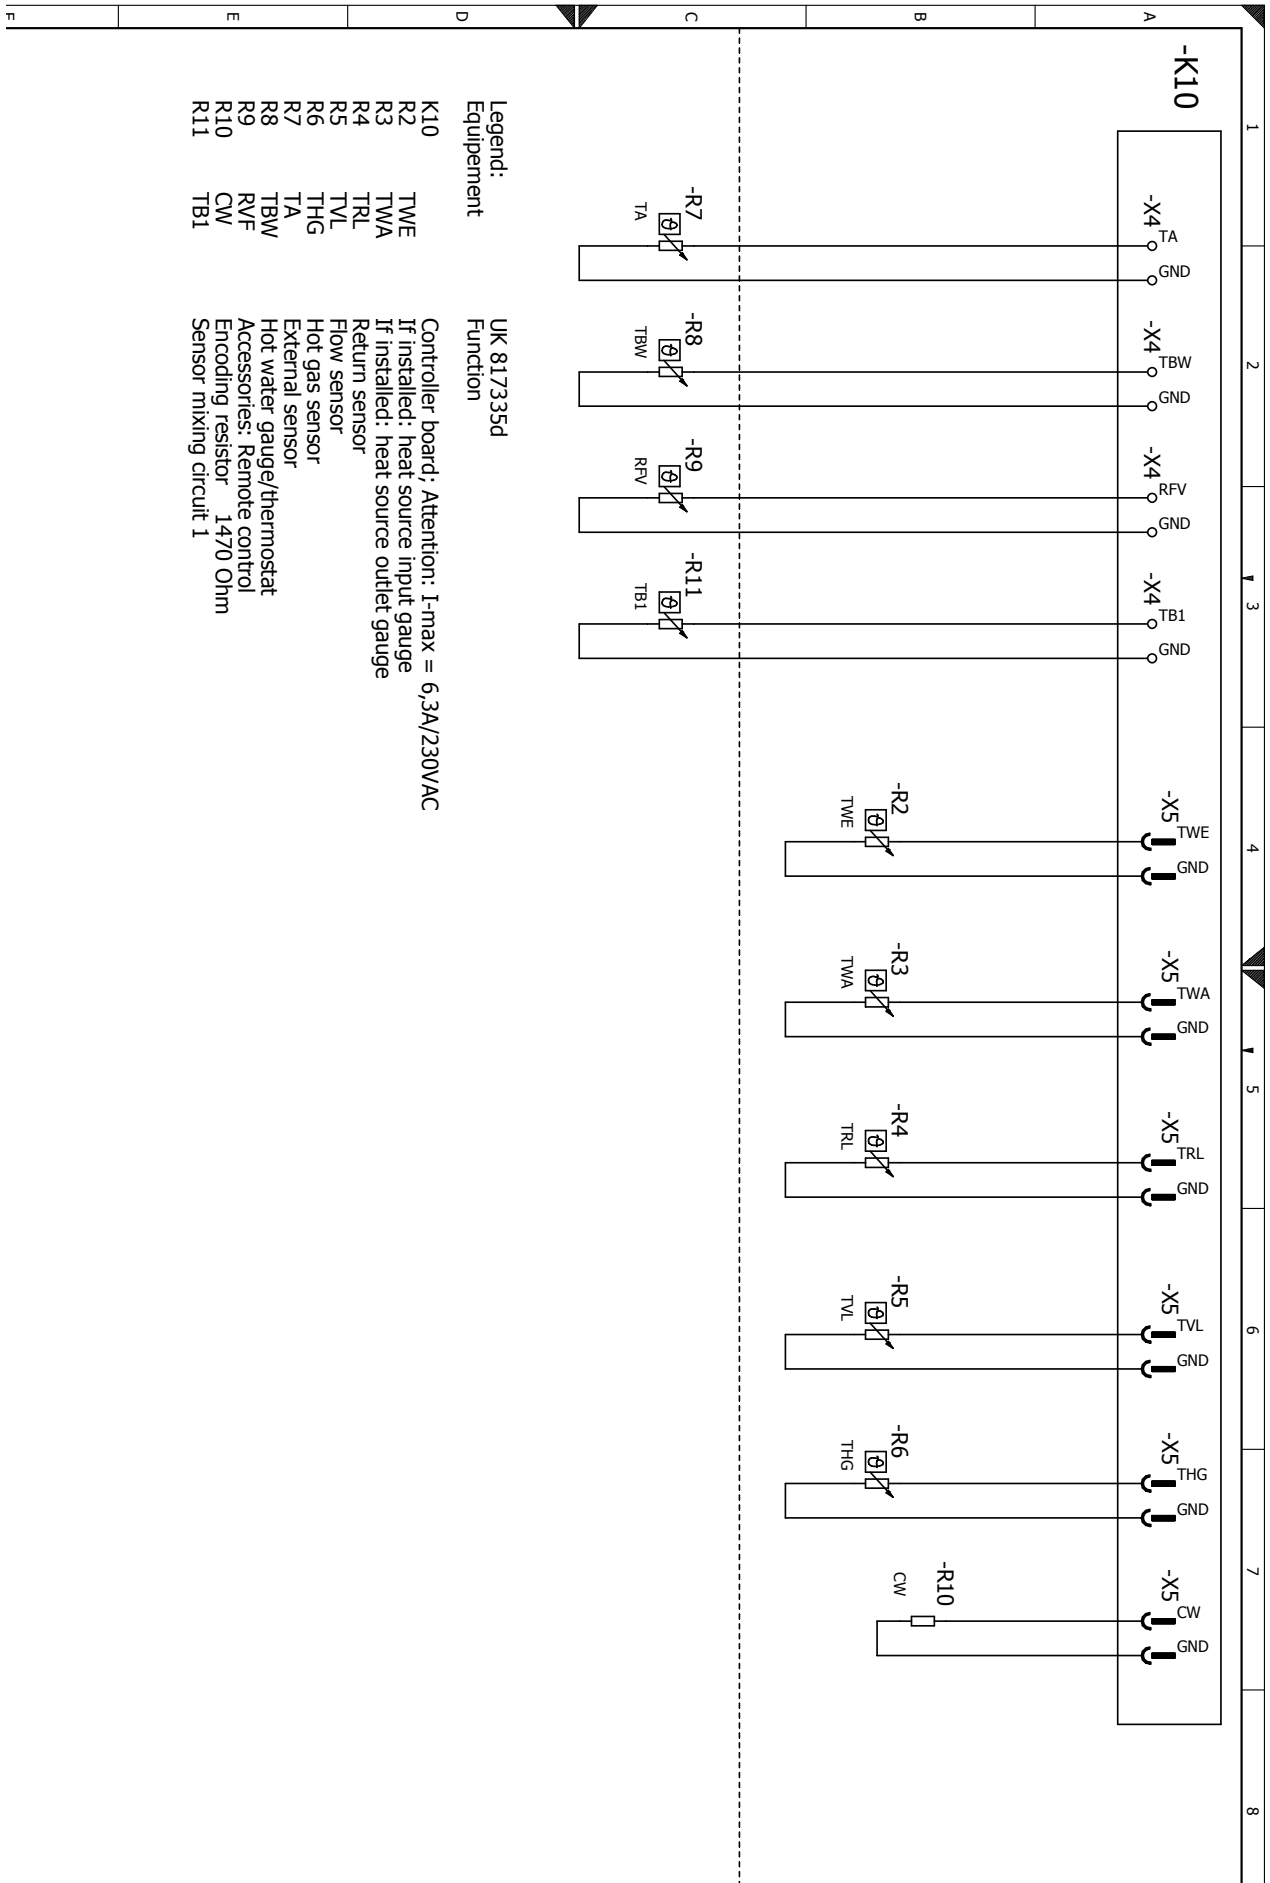 1
2
3
4
5
6
7
8
A
B
C
D
E
F
-K10
-X4 TA GND
-X4 TBW GND
-X4 RFV GND
-X4 TB1 GND
-X5 TWE GND
-X5 TWA GND
-X5 TRL GND
-X5 TVL GND
-X5 THG GND
-X5 CW GND
-R2
TWE
-R3
TWA
-R4
TRL
-R5
TVL
-R6
THG
-R10
CW
-R7
TA
-R8
TBW
-R9
RFV
-R11
TB1
Legend: UK 817335d
Equipement Function
K10 Controller board; Attention: I-max = 6,3A/230VAC
R2 TWE If installed: heat source input gauge
R3 TWA If installed: heat source outlet gauge
R4 TRL Return sensor
R5 TVL Flow sensor
R6 THG Hot gas sensor
R7 TA External sensor
R8 TBW Hot water gauge/thermostat
R9 RVF Accessories: Remote control
R10 CW Encoding resistor 1470 Ohm
R11 TB1 Sensor mixing circuit 1